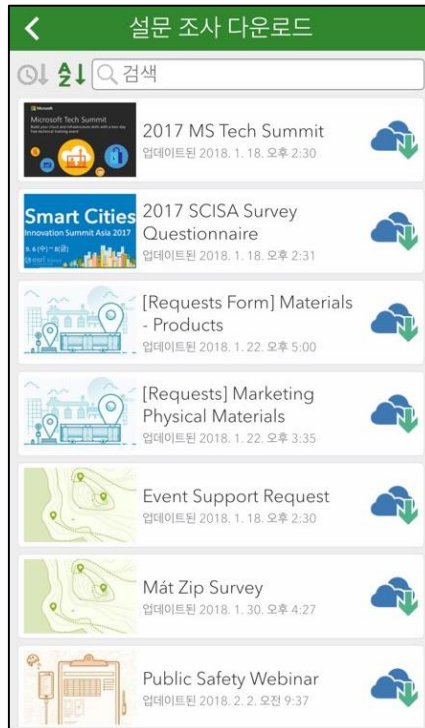 설문 조사 다운로드
A
Z
검색
Microsoft
Microsoft Tech Summit
2017 MS Tech Summit
업데이트된 2018. 1. 18. 오후 2:30
Smart Cities
Innovation Summit Asia 2017
esri
2017 SCISA Survey
Questionnaire
업데이트된 2018. 1. 18. 오후 2:31
[Requests Form] Materials
- Products
업데이트된 2018. 1. 22. 오후 5:00
[Requests] Marketing
Physical Materials
업데이트된 2018. 1. 22. 오후 3:35
Event Support Request
업데이트된 2018. 1. 18. 오후 2:30
Mát Zip Survey
업데이트된 2018. 1. 30. 오후 4:27
Public Safety Webinar
업데이트된 2018. 2. 2. 오전 9:37